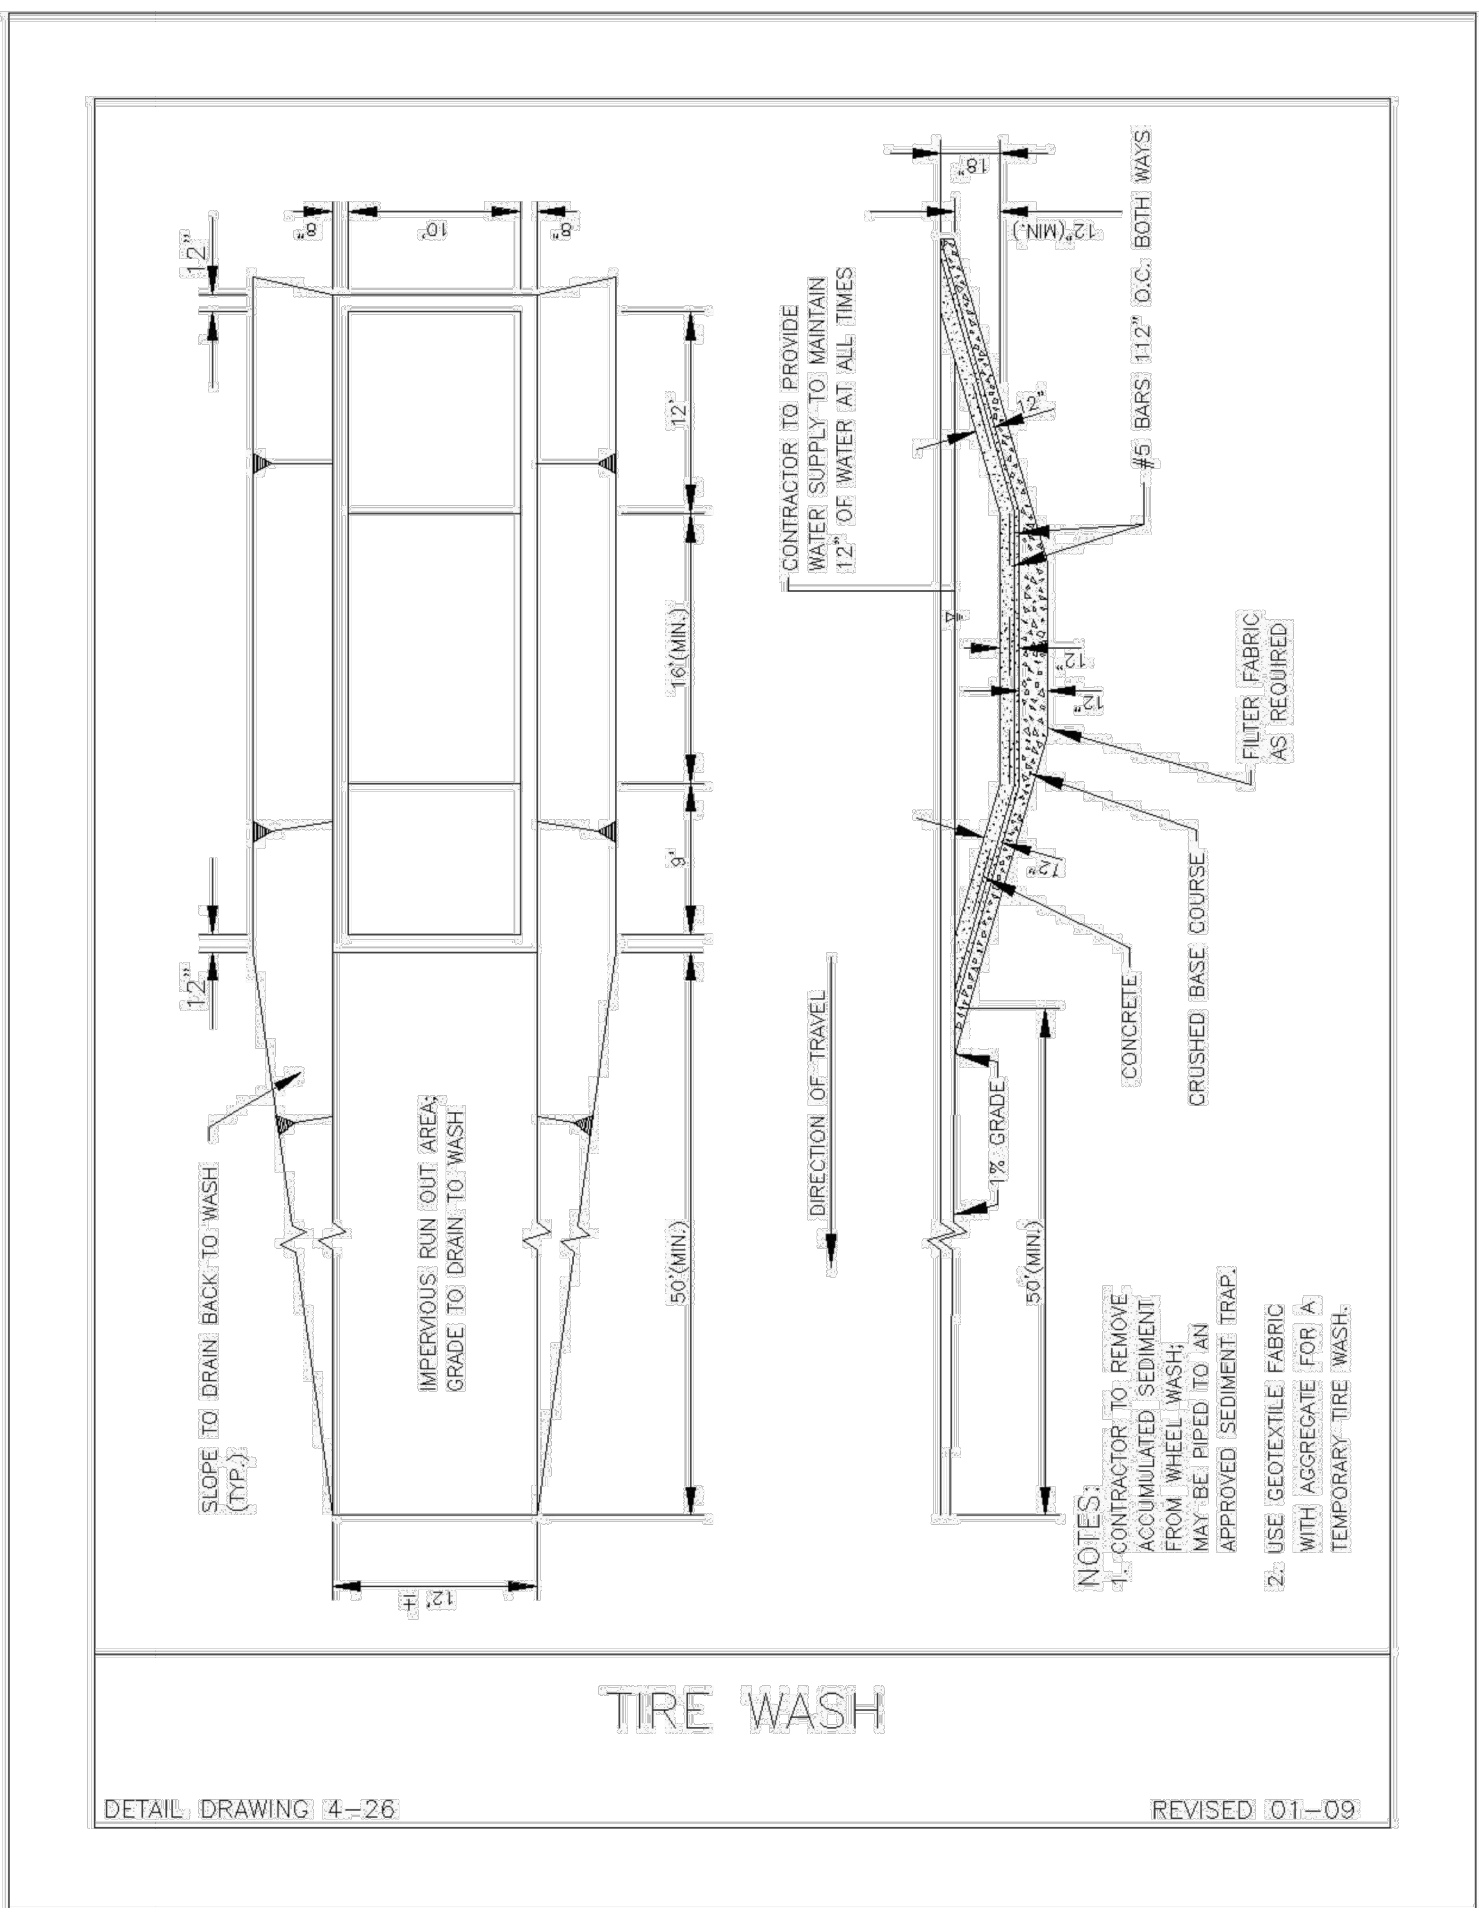 12"
8"
10'
8"
12'
16'(MIN.)
9'
12"
50'(MIN.)
12' ±
SLOPE TO DRAIN BACK TO WASH
(TYP.)
IMPERVIOUS RUN OUT AREA;
GRADE TO DRAIN TO WASH
CONTRACTOR TO PROVIDE
WATER SUPPLY TO MAINTAIN
12" OF WATER AT ALL TIMES
18"
12"(MIN.)
#5 BARS 112" O.C. BOTH WAYS
12"
12"
12"
12"
FILTER FABRIC
AS REQUIRED
CRUSHED BASE COURSE
CONCRETE
DIRECTION OF TRAVEL
1% GRADE
50'(MIN.)
NOTES:
1. CONTRACTOR TO REMOVE
ACCUMULATED SEDIMENT
FROM WHEEL WASH;
MAY BE PIPED TO AN
APPROVED SEDIMENT TRAP.
2. USE GEOTEXTILE FABRIC
WITH AGGREGATE FOR A
TEMPORARY TIRE WASH.
TIRE WASH
DETAIL DRAWING 4-26
REVISED 01-09